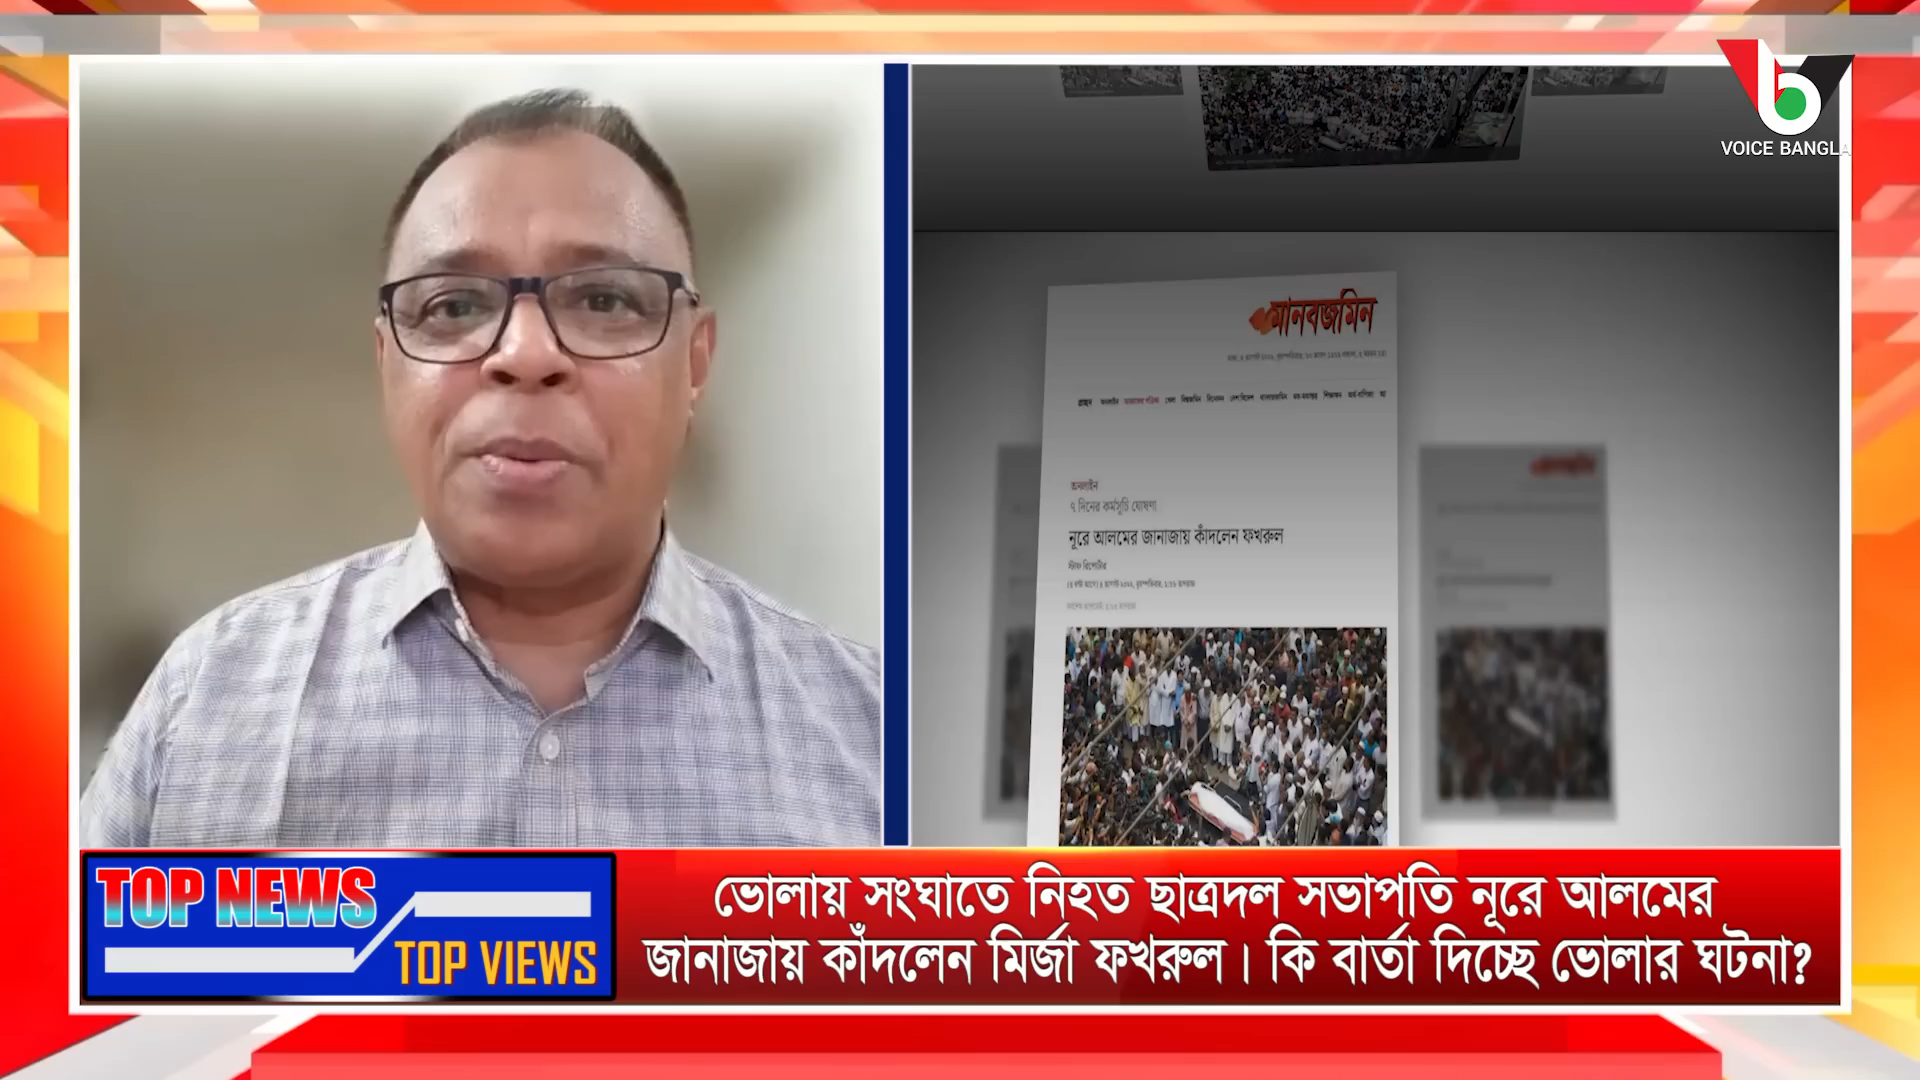 VOICE BANGLA
মানবজমিন
অনলাইন
৭ দিনের কর্মসূচি ঘোষণা
নূরে আলমের জানাজায় কাঁদলেন ফখরুল
স্টাফ রিপোর্টার
TOP NEWS
TOP VIEWS
ভোলায় সংঘাতে নিহত ছাত্রদল সভাপতি নূরে আলমের
জানাজায় কাঁদলেন মির্জা ফখরুল। কি বার্তা দিচ্ছে ভোলার ঘটনা?